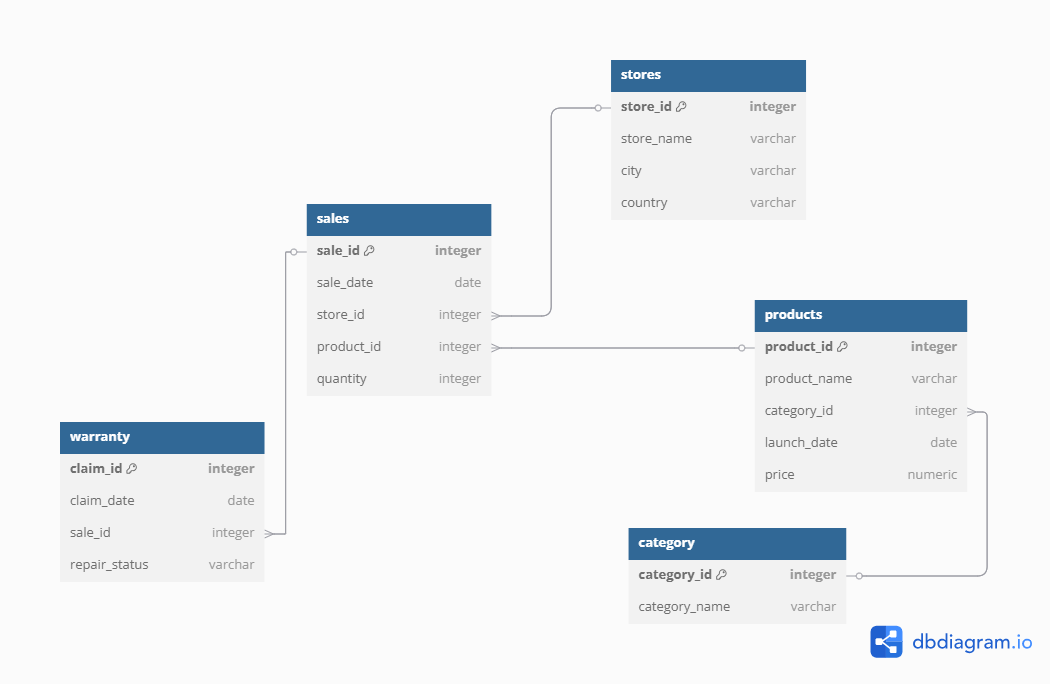 stores
store_id integer
store_name varchar
city varchar
country varchar
sales
sale_id integer
sale_date date
store_id integer
product_id integer
quantity integer
products
product_id integer
product_name varchar
category_id integer
launch_date date
price numeric
warranty
claim_id integer
claim_date date
sale_id integer
repair_status varchar
category
category_id integer
category_name varchar
dbdiagram.io